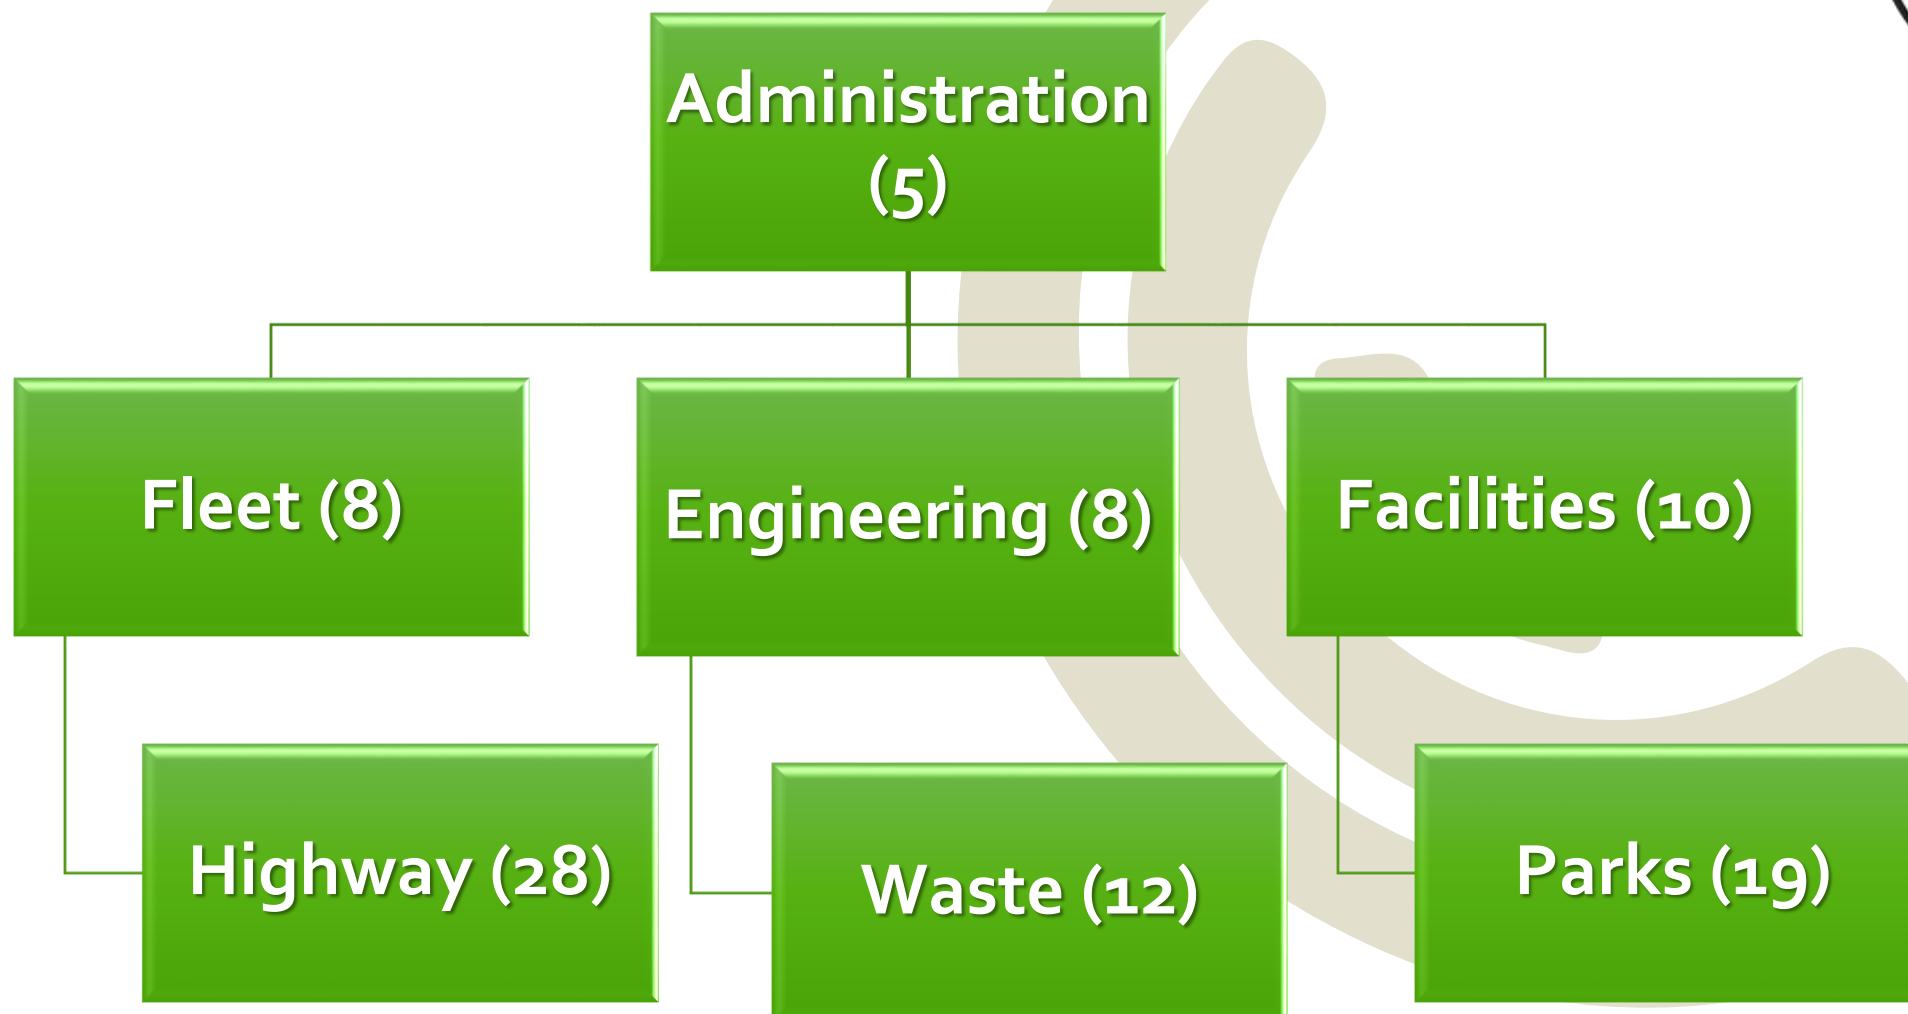 Administration
(5)
Fleet (8)
Engineering (8)
Facilities (10)
Highway (28)
Waste (12)
Parks (19)